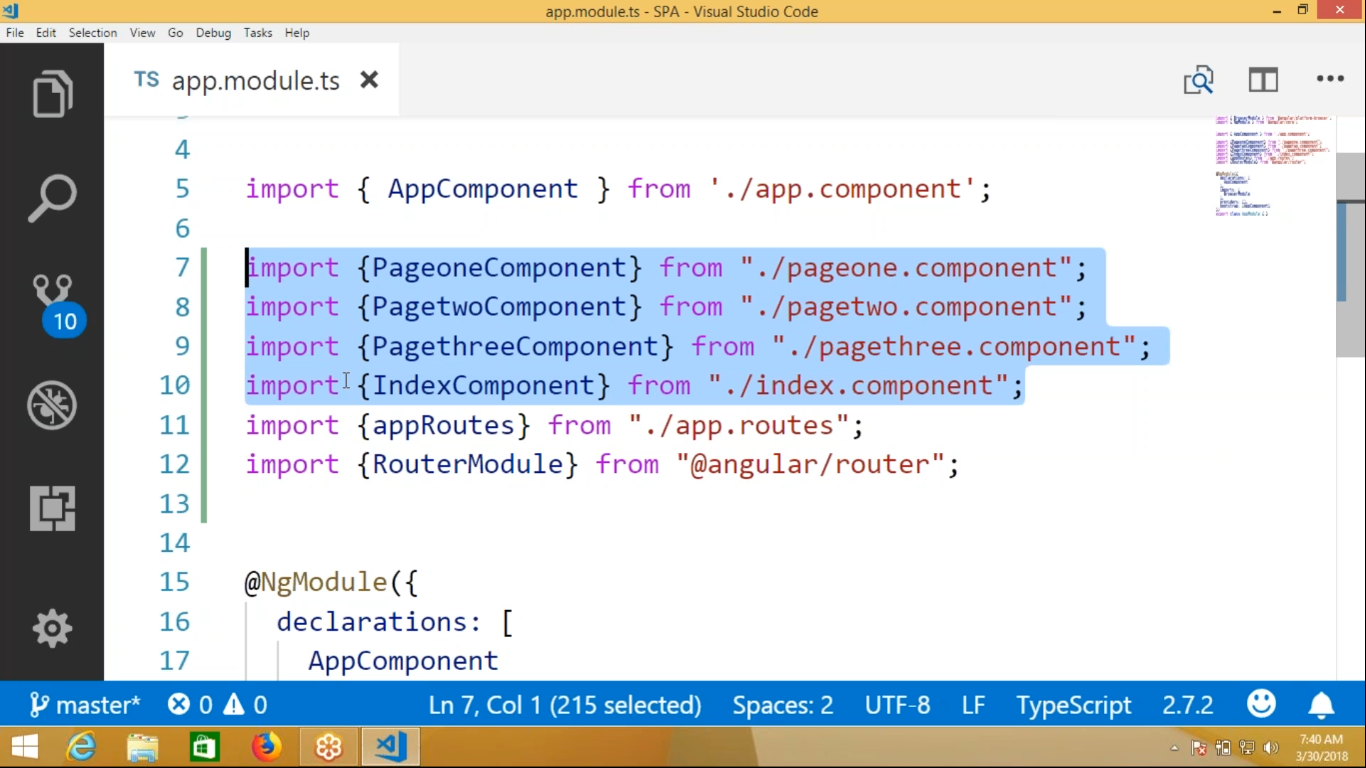 app.module.ts - SPA - Visual Studio Code
File Edit Selection View Go Debug Tasks Help
TS app.module.ts
4
5 import { AppComponent } from './app.component';
6
7 import {PageoneComponent} from "./pageone.component";
8 import {PagetwoComponent} from "./pagetwo.component";
9 import {PagethreeComponent} from "./pagethree.component";
10 import {IndexComponent} from "./index.component";
11 import {appRoutes} from "./app.routes";
12 import {RouterModule} from "@angular/router";
13
14
15 @NgModule({
16 declarations: [
17 AppComponent
10
master* 0 0 Ln 7, Col 1 (215 selected) Spaces: 2 UTF-8 LF TypeScript 2.7.2
7:40 AM
3/30/2018